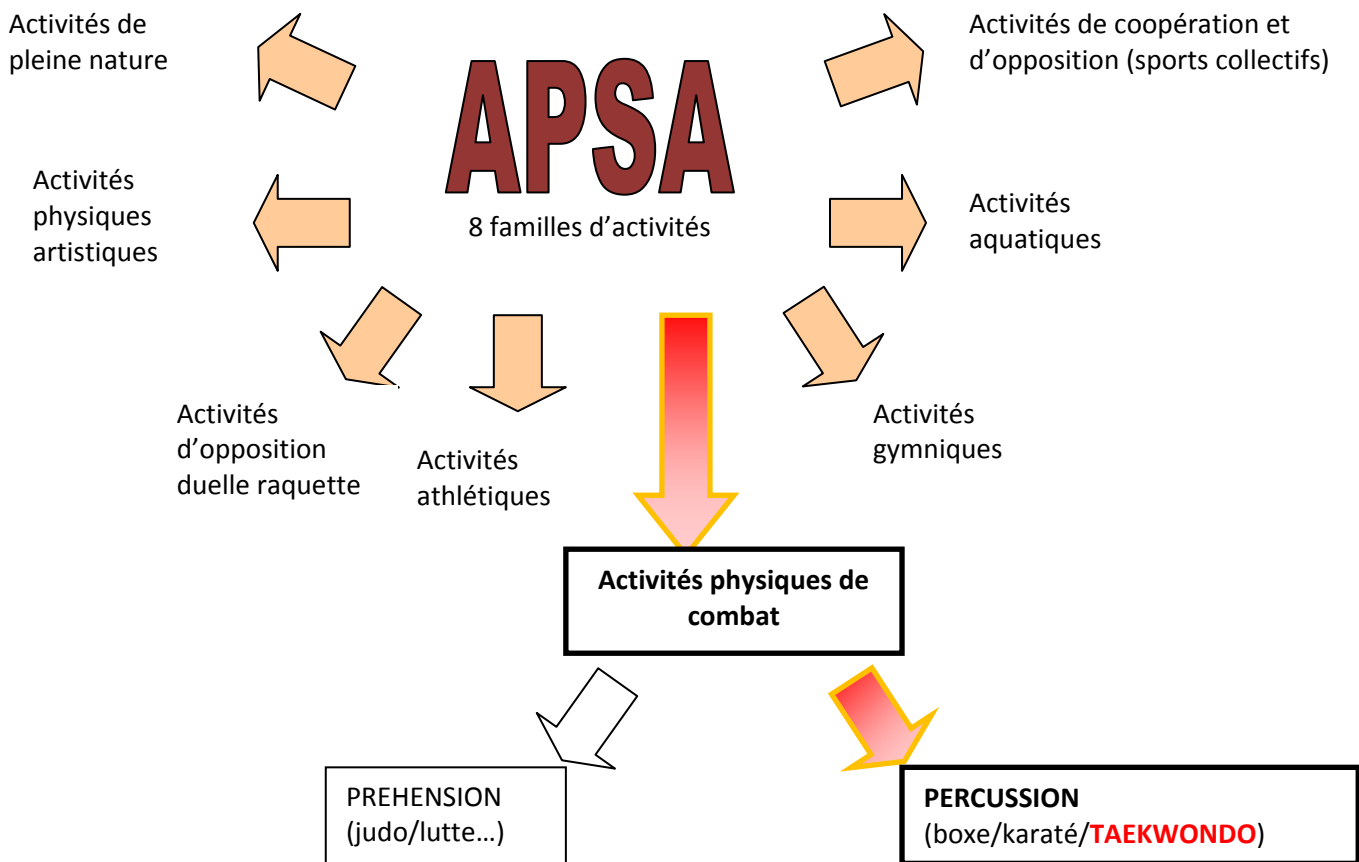 Activités de
pleine nature
APSA
8 familles d’activités
Activités de coopération et
d’opposition (sports collectifs)
Activités
physiques
artistiques
Activités
aquatiques
Activités
d’opposition
duelle raquette
Activités
athlétiques
Activités
gymniques
Activités physiques de
combat
PREHENSION
(judo/lutte…)
PERCUSSION
(boxe/karaté/TAEKWONDO)